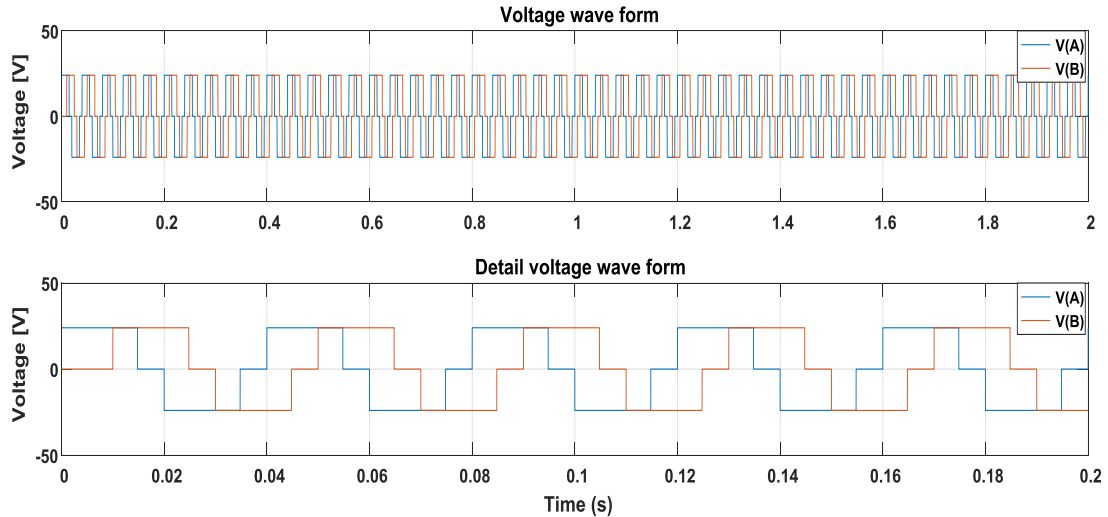 Voltage wave form
Voltage [V]
50
0
-50
V(A)
V(B)
0 0.2 0.4 0.6 0.8 1 1.2 1.4 1.6 1.8 2
Detail voltage wave form
Voltage [V]
50
0
-50
V(A)
V(B)
0 0.02 0.04 0.06 0.08 0.1 0.12 0.14 0.16 0.18 0.2
Time (s)